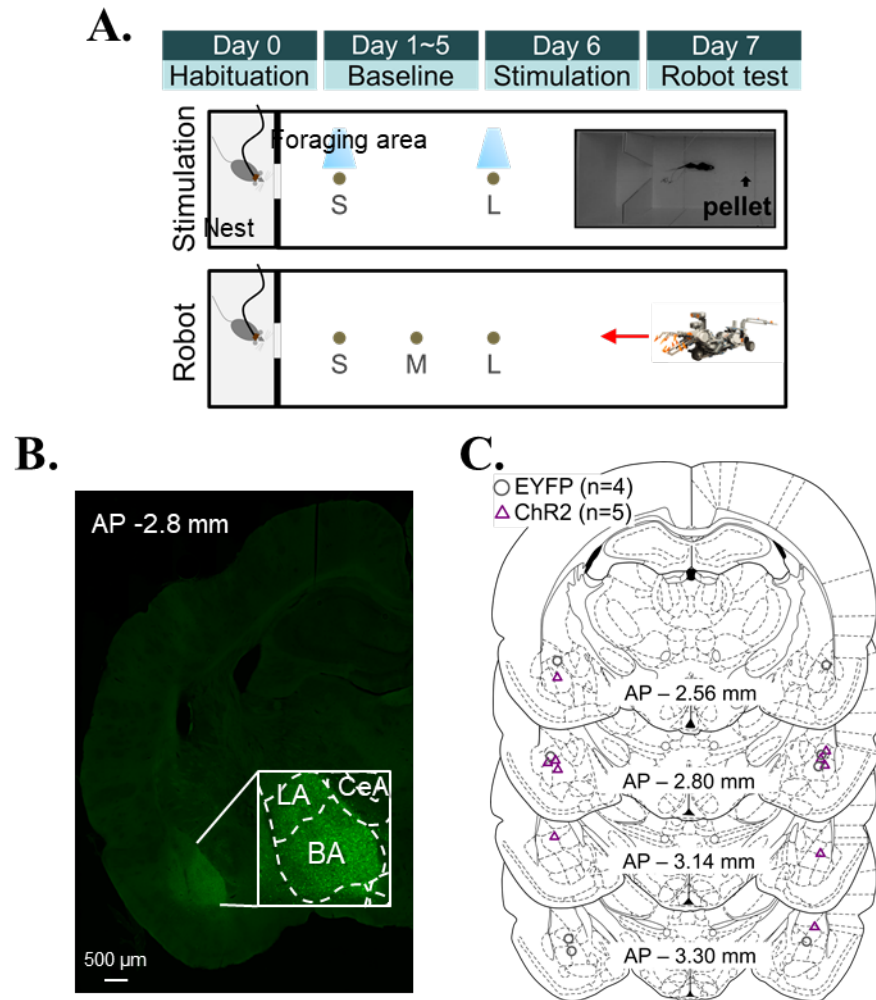 A.
Day 0
Day 1~5
Day 6
Day 7
Habituation
Baseline
Stimulation
Robot test
Stimulation
Foraging area
S
L
Nest
pellet
Robot
S
M
L
B.
AP -2.8 mm
LA
CeA
BA
500 µm
C.
EYFP (n=4)
ChR2 (n=5)
AP – 2.56 mm
AP – 2.80 mm
AP – 3.14 mm
AP – 3.30 mm